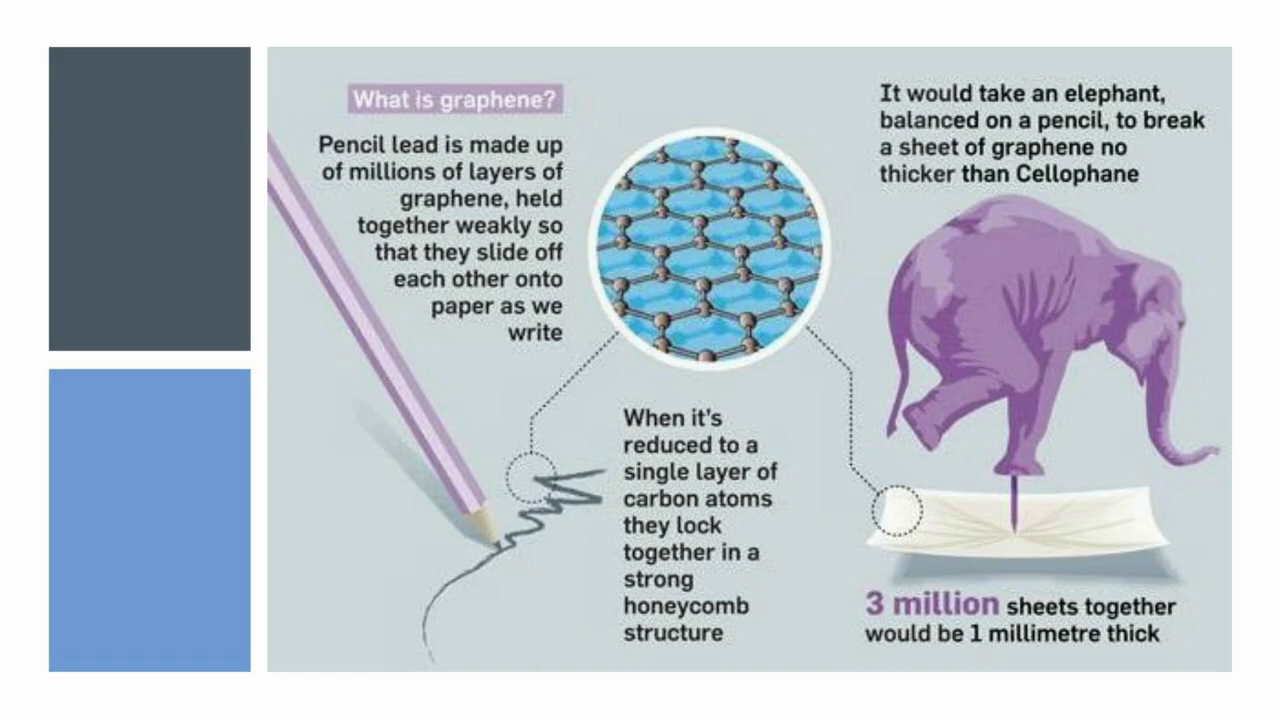 What is graphene?
Pencil lead is made up
of millions of layers of
graphene, held
together weakly so
that they slide off
each other onto
paper as we
write
When it's
reduced to a
single layer of
carbon atoms
they lock
together in a
strong
honeycomb
structure
It would take an elephant,
balanced on a pencil, to break
a sheet of graphene no
thicker than Cellophane
3 million sheets together
would be 1 millimetre thick